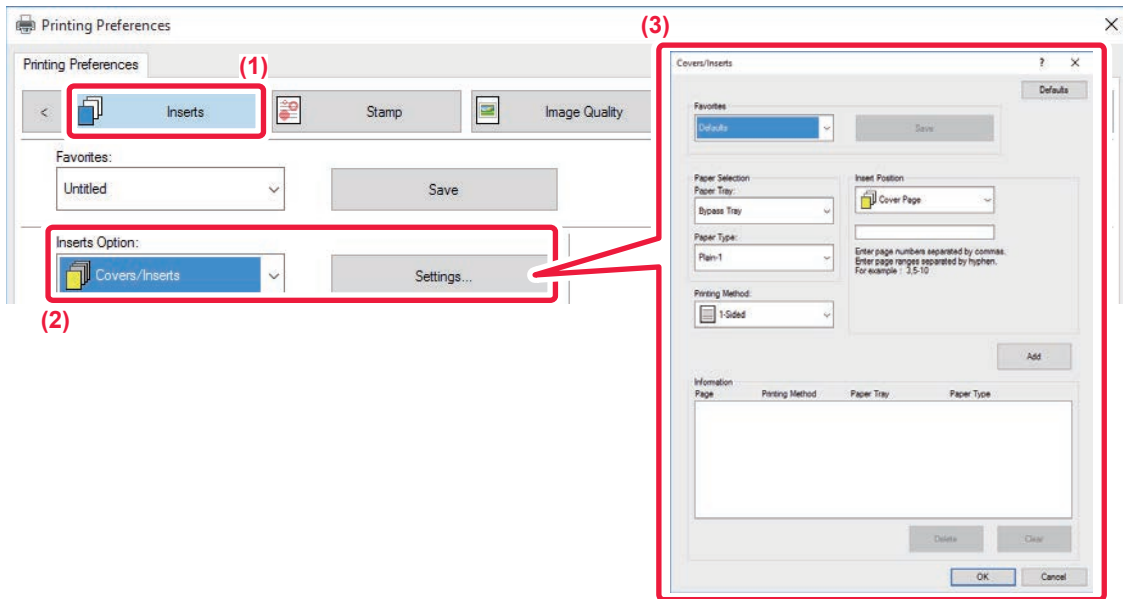 Printing Preferences
Printing Preferences
(1)
< Inserts Stamp Image Quality
Favorites:
Untitled Save
Inserts Option:
Covers/Inserts Settings...
(2)
(3)
Covers/Inserts ?
Defaults
Favorites
Defaults Save
Paper Selection
Paper Tray:
Bypass Tray
Paper Type:
Plain-1
Insert Position
Cover Page
Enter page numbers separated by commas.
Enter page ranges separated by hyphen.
For example : 3,5-10
Printing Method:
1-Sided
Add
Information
Page Printing Method Paper Tray Paper Type
Delete Clear
OK Cancel